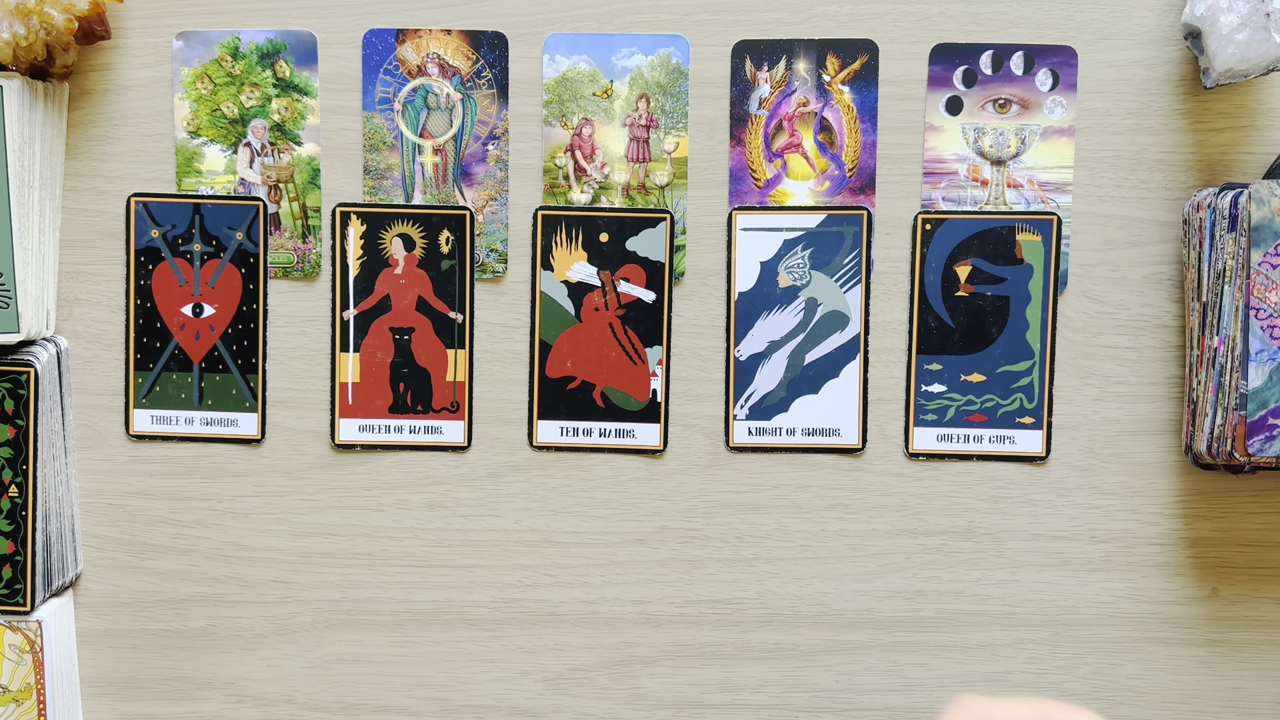 THREE OF SWORDS.
QUEEN OF WANDS.
TEN OF WANDS.
KNIGHT OF SWORDS.
QUEEN OF CUPS.